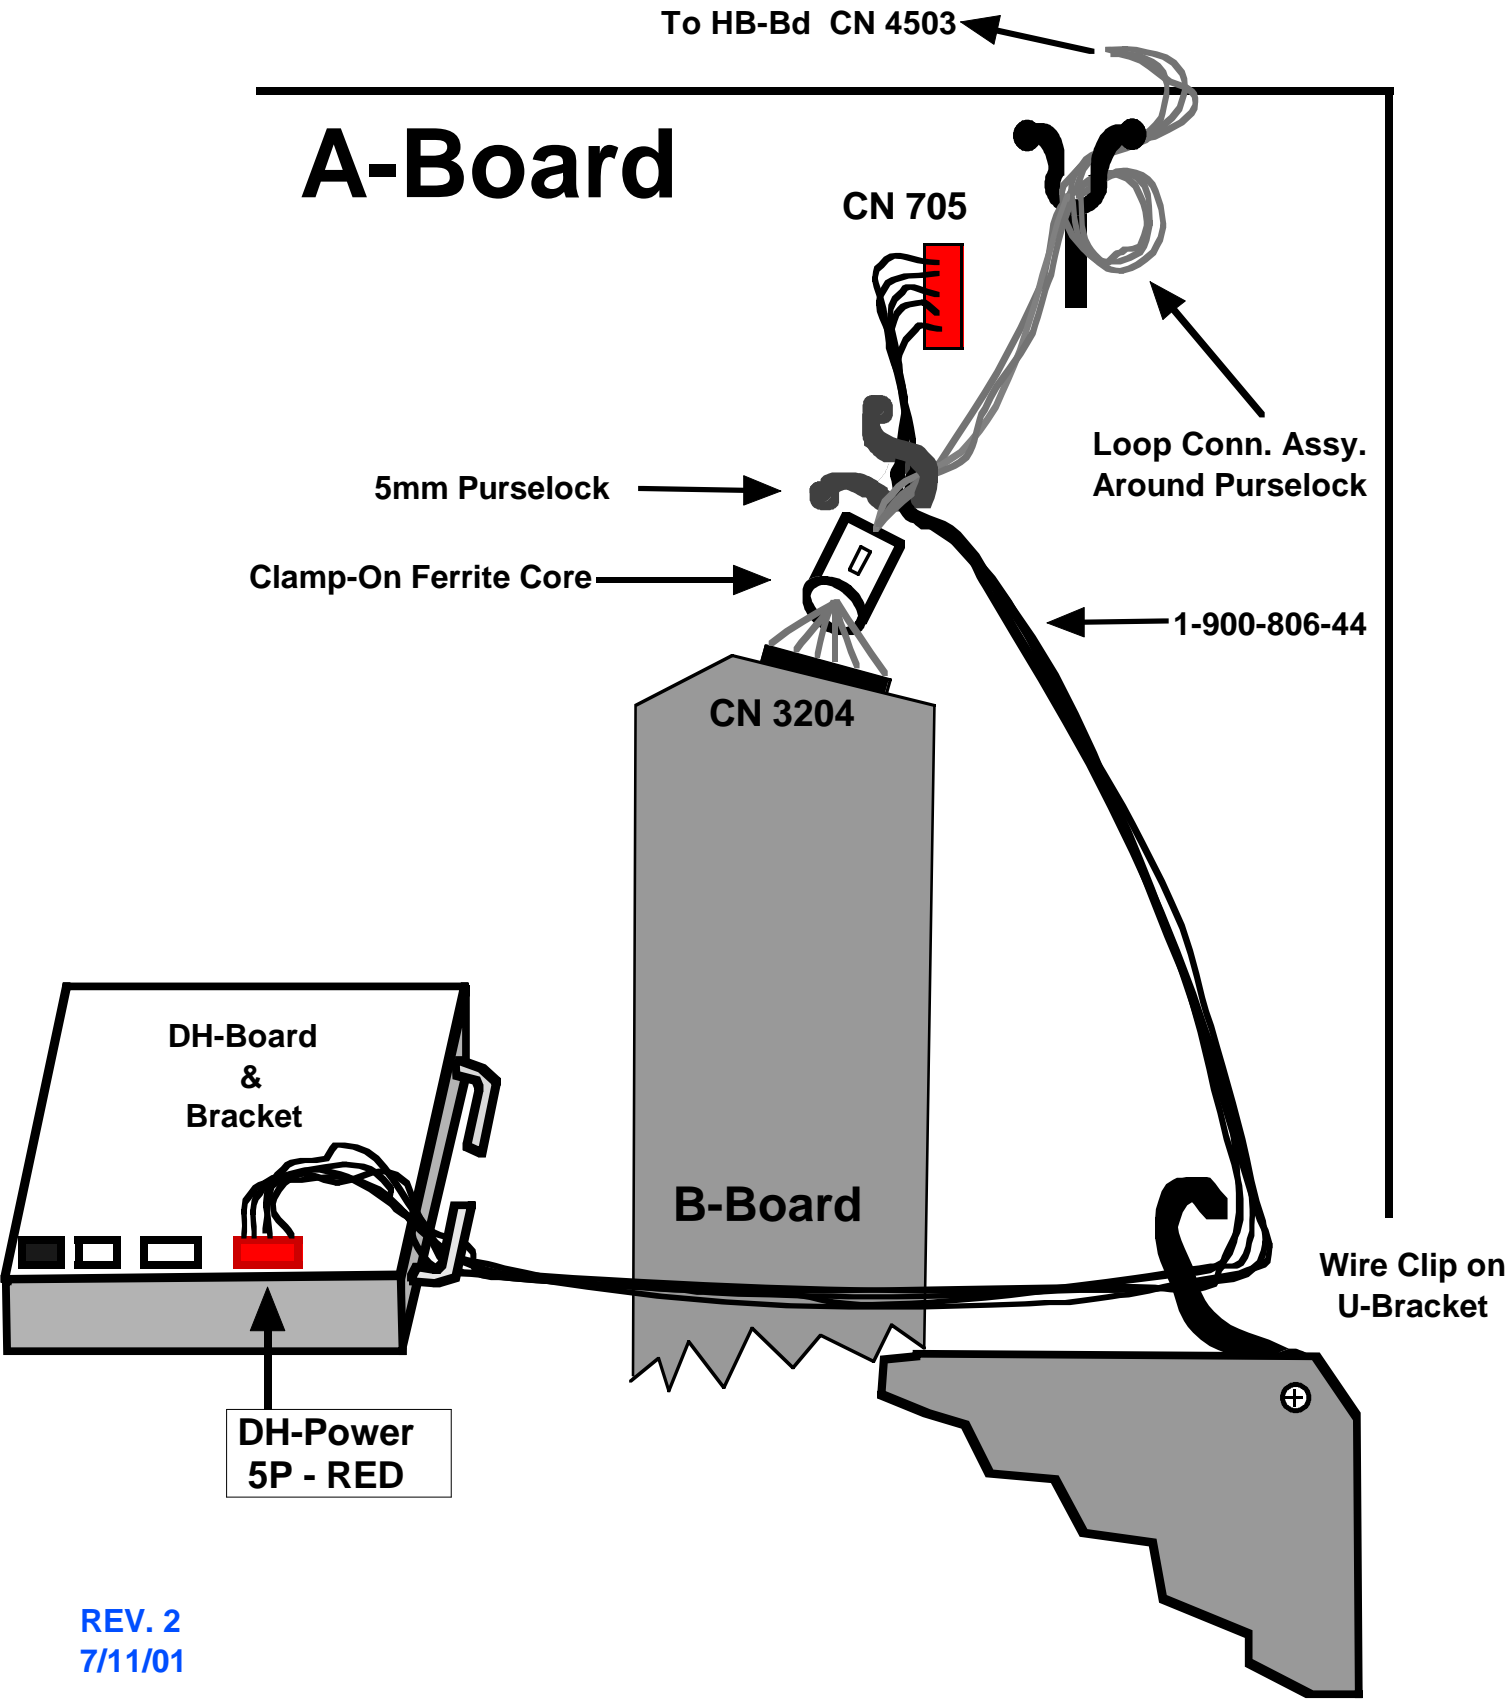 To HB-Bd  CN 4503
A-Board
CN 705
Loop Conn. Assy.
Around Purselock
5mm Purselock
Clamp-On Ferrite Core
1-900-806-44
CN 3204
DH-Board
&
Bracket
B-Board
Wire Clip on
U-Bracket
DH-Power
5P - RED
REV. 2
7/11/01